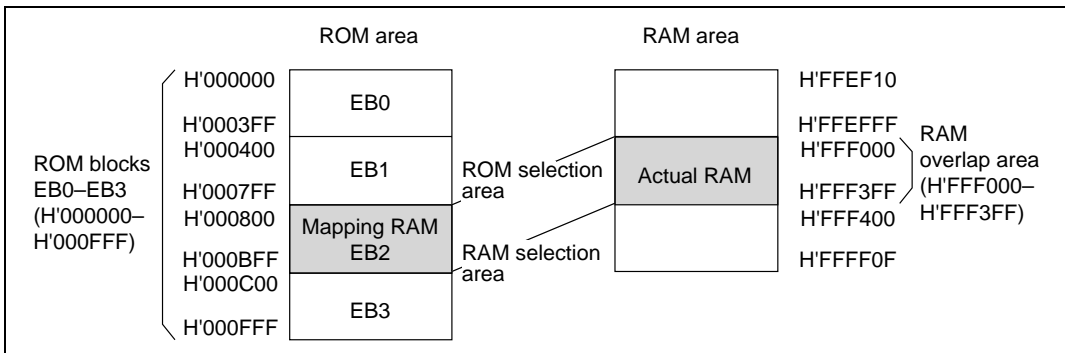 ROM area
RAM area
H'000000
H'0003FF
H'000400
H'0007FF
H'000800
H'000BFF
H'000C00
H'000FFF
ROM blocks
EB0–EB3
(H'000000–
H'000FFF)
EB0
EB1
Mapping RAM
EB2
EB3
ROM selection
area
RAM selection
area
Actual RAM
H'FFEF10
H'FFEFFF
H'FFF000
H'FFF3FF
H'FFF400
H'FFFF0F
RAM
overlap area
(H'FFF000–
H'FFF3FF)